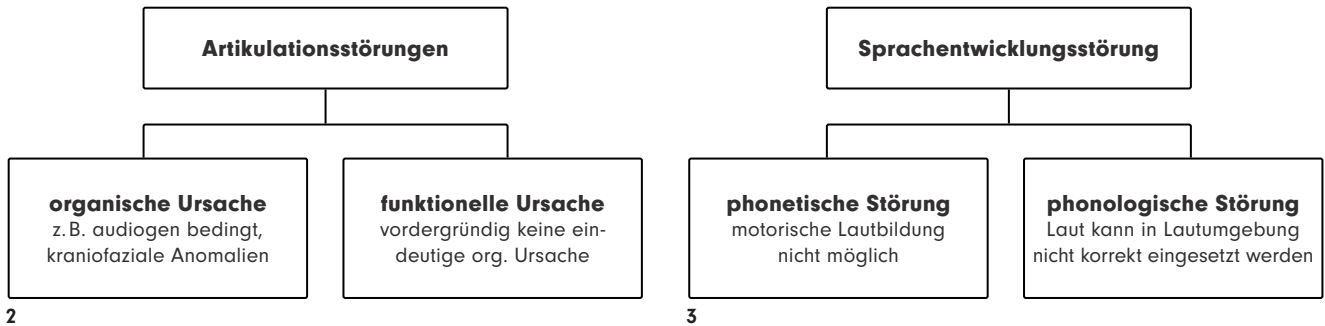 Artikulationsstörungen
organische Ursache
z. B. audiogen bedingt,
kraniofaziale Anomalien
funktionelle Ursache
vordergründig keine ein-
deutige org. Ursache
2
Sprachentwicklungsstörung
phonetische Störung
motorische Lautbildung
nicht möglich
phonologische Störung
Laut kann in Lautumgebung
nicht korrekt eingesetzt werden
3